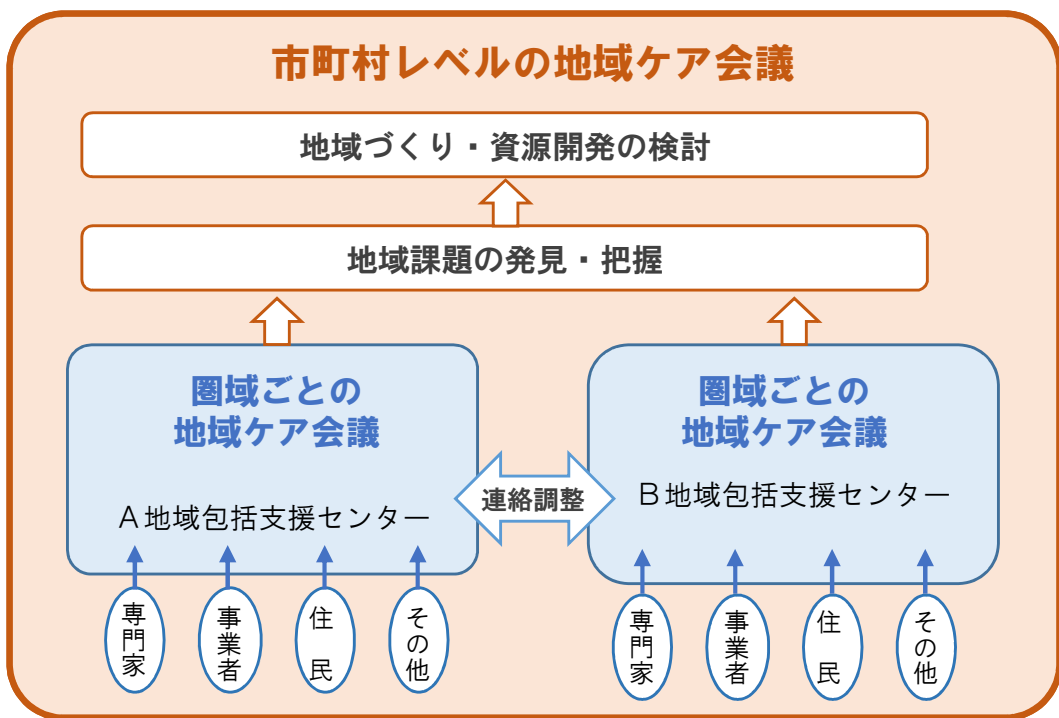 市町村レベルの地域ケア会議
地域づくり・資源開発の検討
地域課題の発見・把握
圏域ごとの
地域ケア会議
A地域包括支援センター
連絡調整
圏域ごとの
地域ケア会議
B地域包括支援センター
専門家
事業者
住民
その他
専門家
事業者
住民
その他